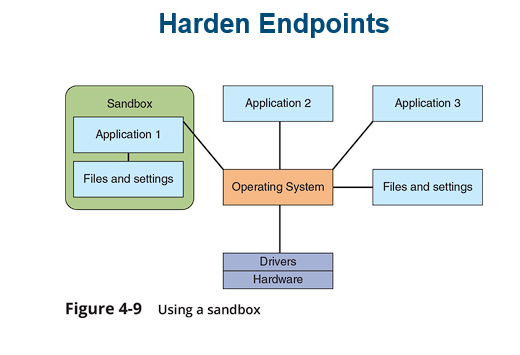 Harden Endpoints
Sandbox
Application 1
Files and settings
Application 2
Application 3
Operating System
Files and settings
Drivers
Hardware
Figure 4-9 Using a sandbox